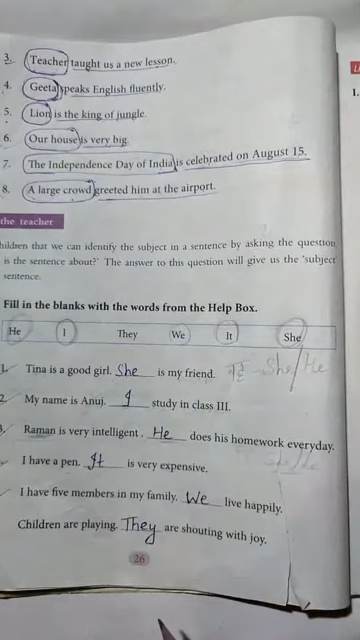 3. Teacher taught us a new lesson.
4. Geeta speaks English fluently.
5. Lion is the king of jungle.
6. Our house is very big.
7. The Independence Day of India is celebrated on August 15.
8. A large crowd greeted him at the airport.
the teacher
hildren that we can identify the subject in a sentence by asking the question
is the sentence about?' The answer to this question will give us the 'subject
sentence.
Fill in the blanks with the words from the Help Box.
He I They We It She
1. Tina is a good girl. She is my friend. She/He
2. My name is Anuj. I study in class III.
3. Raman is very intelligent. He does his homework everyday.
I have a pen. It is very expensive.
I have five members in my family. We live happily.
Children are playing. They are shouting with joy.
26
1.